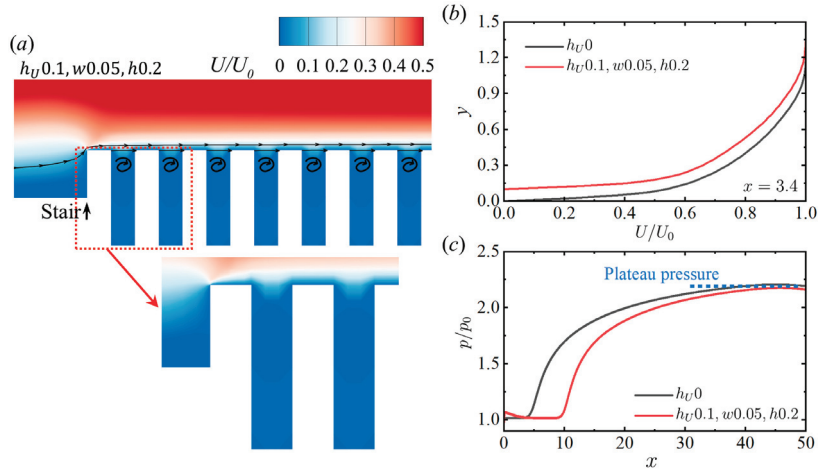 (a)
h_U0.1, w0.05, h0.2
U/U_0
0 0.1 0.2 0.3 0.4 0.5
Stair
(b)
1.5
1.2
0.9
0.6
0.3
0.0
y
h_U0
h_U0.1, w0.05, h0.2
x = 3.4
0.0 0.2 0.4 0.6 0.8 1.0
U/U_0
(c)
2.5
2.0
1.5
1.0
p/p_0
Plateau pressure
h_U0
h_U0.1, w0.05, h0.2
0 10 20 30 40 50
x